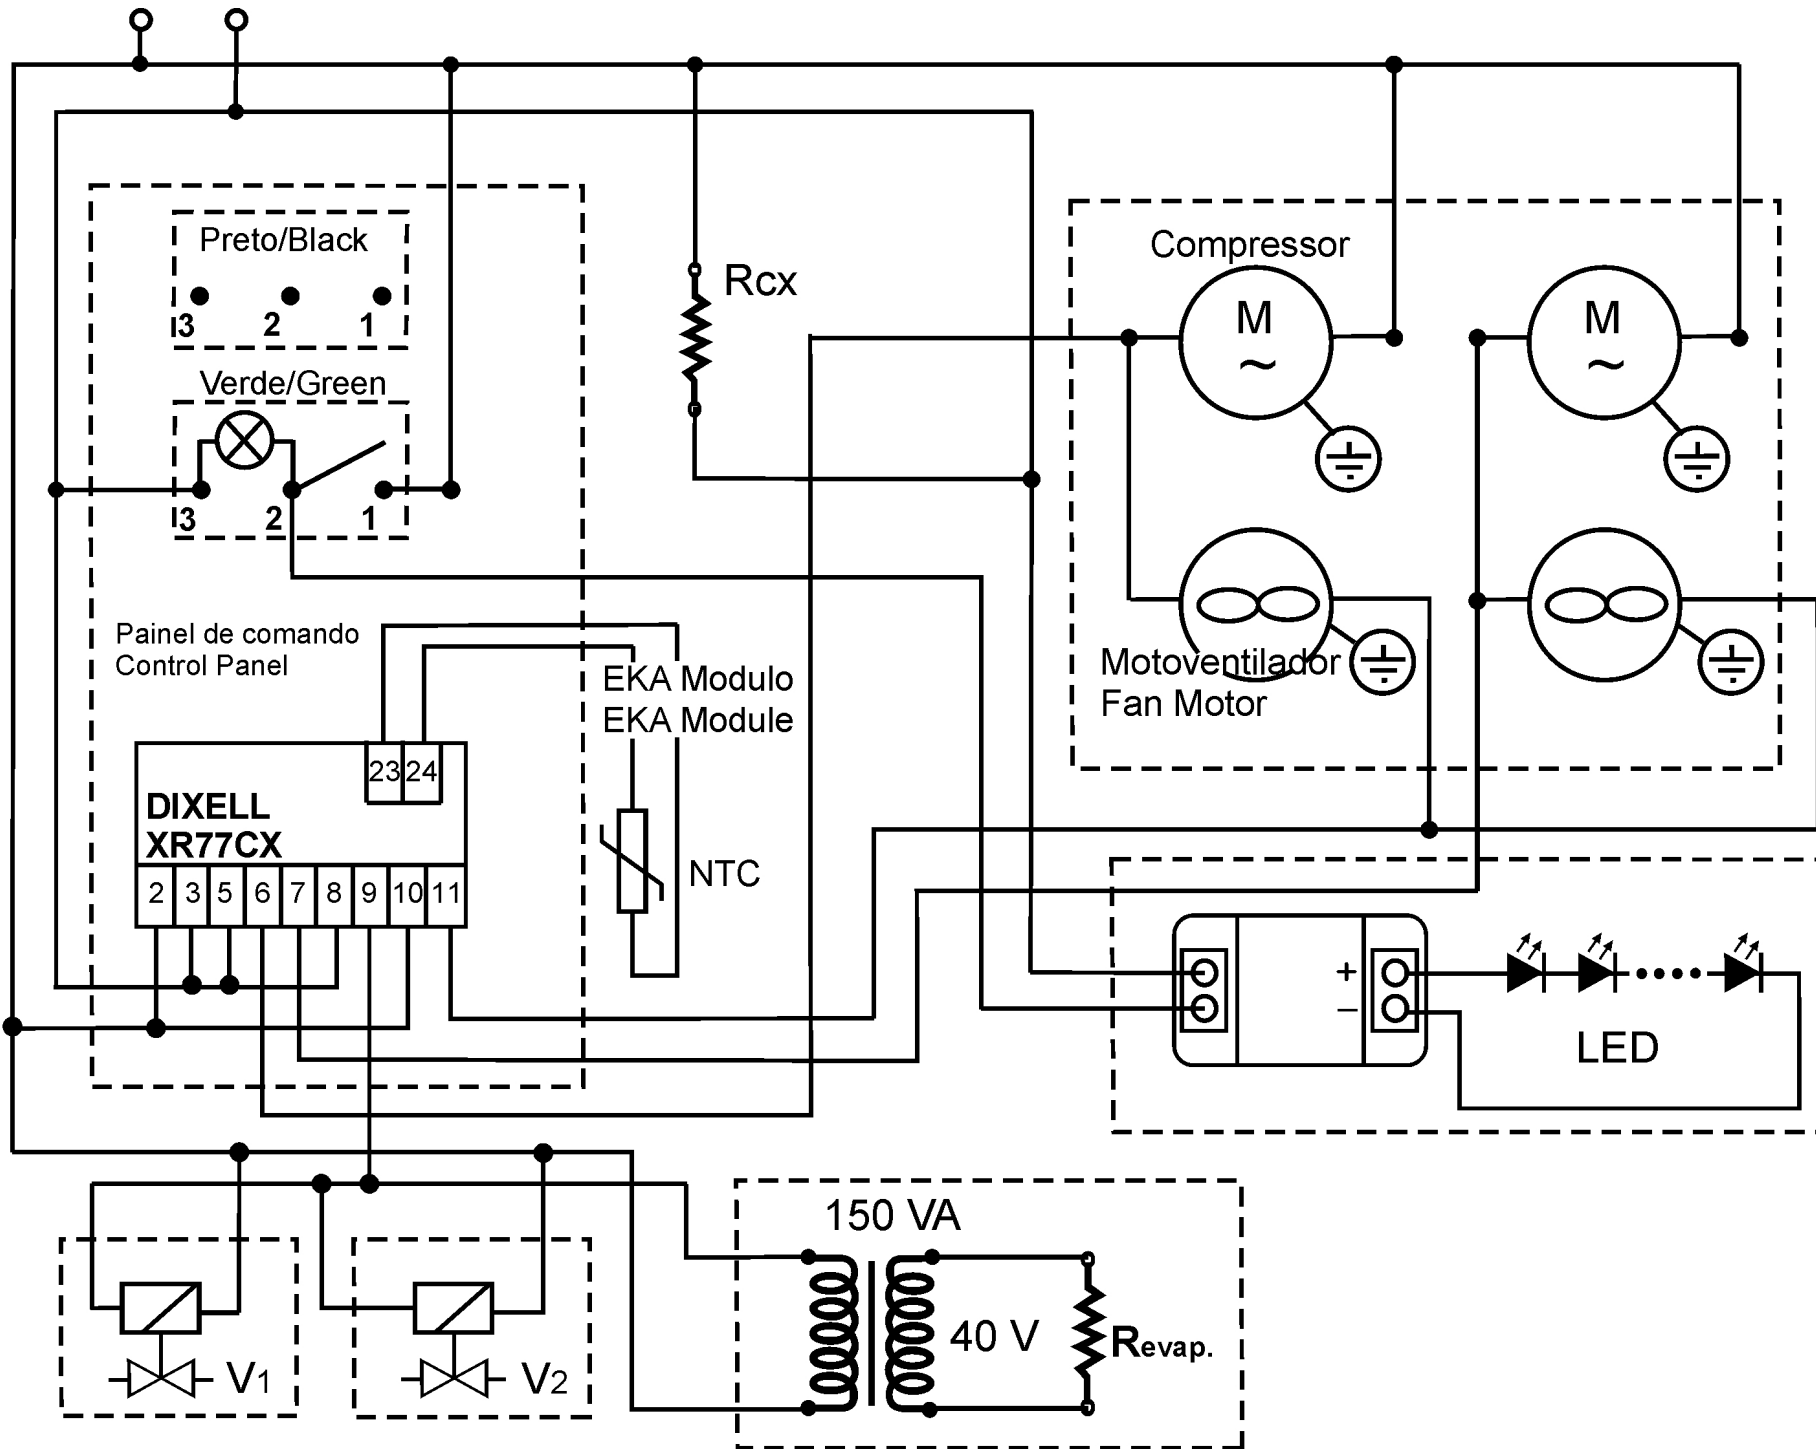 Preto/Black
3 2 1
Verde/Green
3 2 1
Rcx
Compressor
M
~
M
~
Painel de comando
Control Panel
EKA Modulo
EKA Module
Motoventilador
Fan Motor
23 24
DIXELL
XR77CX
2 3 5 6 7 8 9 10 11
NTC
+
–
LED
150 VA
40 V
Revap.
V1
V2